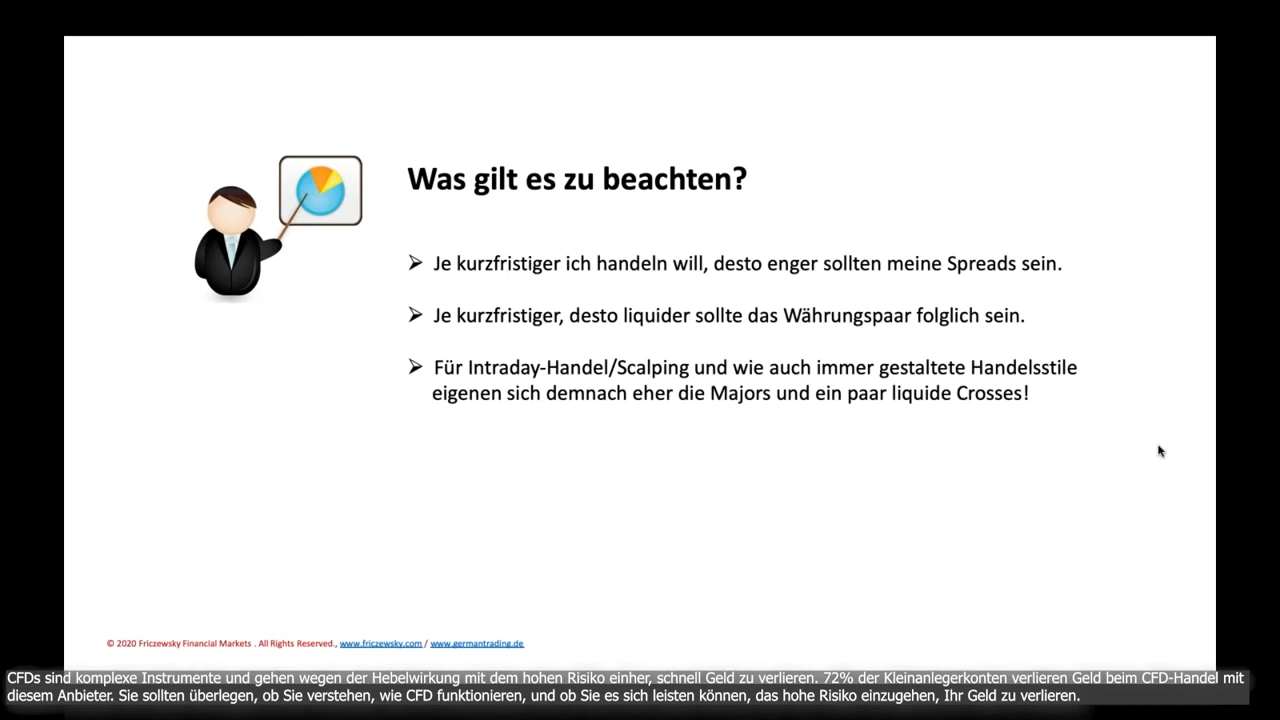 Was gilt es zu beachten?
➢ Je kurzfristiger ich handeln will, desto enger sollten meine Spreads sein.
➢ Je kurzfristiger, desto liquider sollte das Währungspaar folglich sein.
➢ Für Intraday-Handel/Scalping und wie auch immer gestaltete Handelsstile
eigenen sich demnach eher die Majors und ein paar liquide Crosses!
© 2020 Friczewsky Financial Markets . All Rights Reserved., www.friczewsky.com / www.germantrading.de
CFDs sind komplexe Instrumente und gehen wegen der Hebelwirkung mit dem hohen Risiko einher, schnell Geld zu verlieren. 72% der Kleinanlegerkonten verlieren Geld beim CFD-Handel mit
diesem Anbieter. Sie sollten überlegen, ob Sie verstehen, wie CFD funktionieren, und ob Sie es sich leisten können, das hohe Risiko einzugehen, Ihr Geld zu verlieren.